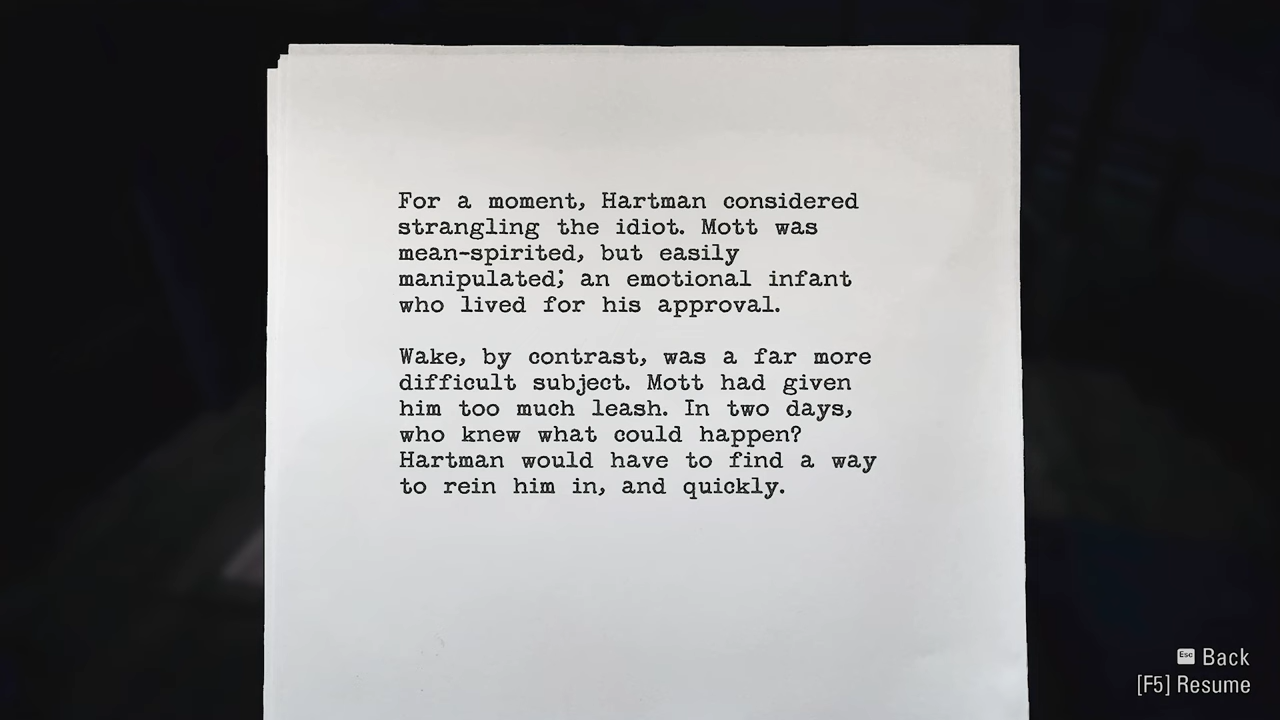 For a moment, Hartman considered
strangling the idiot. Mott was
mean-spirited, but easily
manipulated; an emotional infant
who lived for his approval.
Wake, by contrast, was a far more
difficult subject. Mott had given
him too much leash. In two days,
who knew what could happen?
Hartman would have to find a way
to rein him in, and quickly.
Esc Back
[F5] Resume